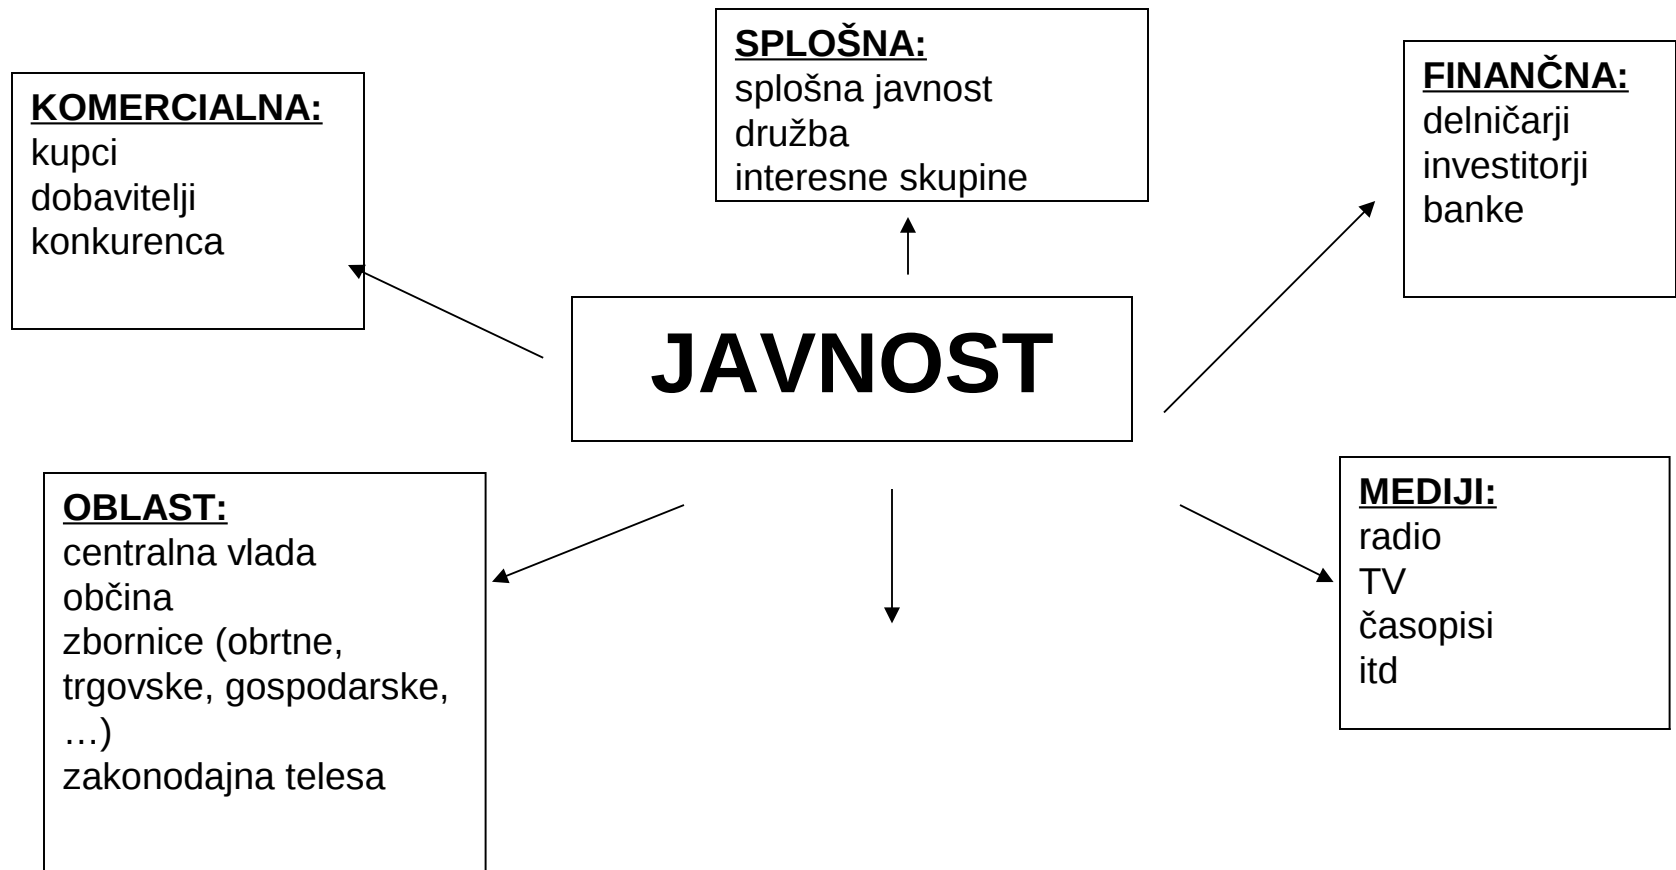 SPLOŠNA:
splošna javnost
družba
interesne skupine
KOMERCIALNA:
kupci
dobavitelji
konkurenca
FINANČNA:
delničarji
investitorji
banke
JAVNOST
OBLAST:
centralna vlada
občina
zbornice (obrtne,
trgovske, gospodarske,
…)
zakonodajna telesa
MEDIJI:
radio
TV
časopisi
itd